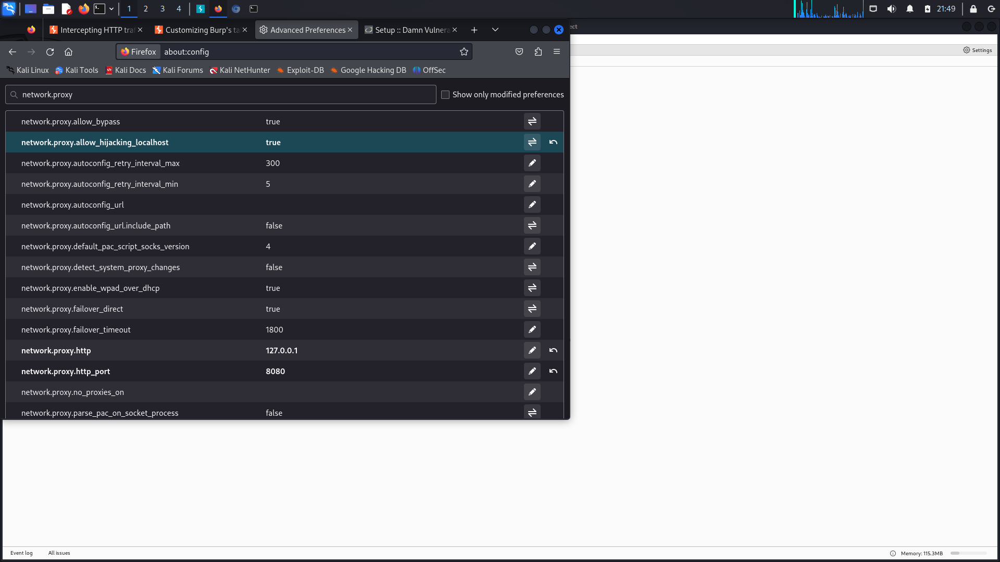 1 2 3 4 21:49
Intercepting HTTP traf Customizing Burp's ta Advanced Preferences Setup :: Damn Vulnera ect
Firefox about:config Settings
Kali Linux Kali Tools Kali Docs Kali Forums Kali NetHunter Exploit-DB Google Hacking DB OffSec
network.proxy Show only modified preferences
network.proxy.allow_bypass true
network.proxy.allow_hijacking_localhost true
network.proxy.autoconfig_retry_interval_max 300
network.proxy.autoconfig_retry_interval_min 5
network.proxy.autoconfig_url
network.proxy.autoconfig_url.include_path false
network.proxy.default_pac_script_socks_version 4
network.proxy.detect_system_proxy_changes false
network.proxy.enable_wpad_over_dhcp true
network.proxy.failover_direct true
network.proxy.failover_timeout 1800
network.proxy.http 127.0.0.1
network.proxy.http_port 8080
network.proxy.no_proxies_on
network.proxy.parse_pac_on_socket_process false
Event log All issues Memory: 115.3MB